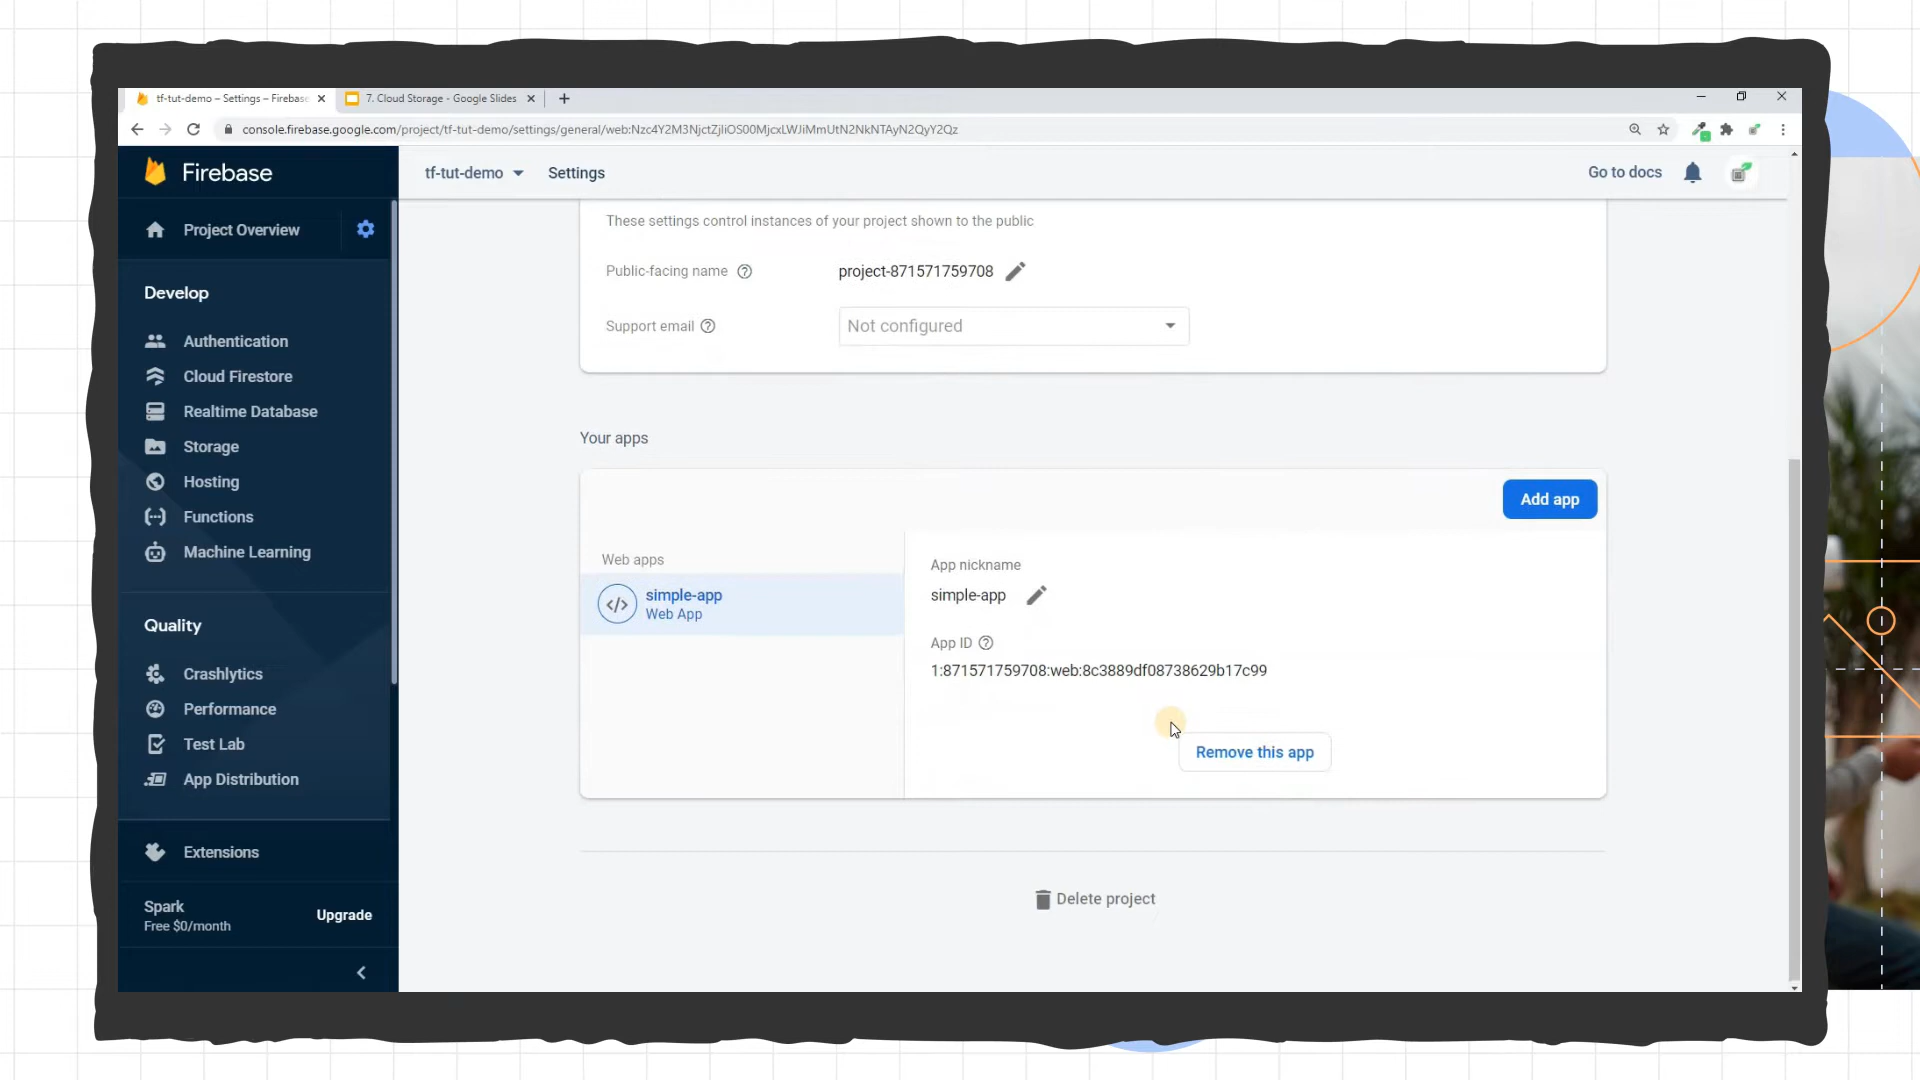 tf-tut-demo – Settings – Firebase
7. Cloud Storage - Google Slides
console.firebase.google.com/project/tf-tut-demo/settings/general/web:Nzc4Y2M3NjctZjliOS00MjcxLWJiMmUtN2NkNTAyN2QyY2Qz
Firebase
tf-tut-demo
Settings
Go to docs
Project Overview
Develop
Authentication
Cloud Firestore
Realtime Database
Storage
Hosting
Functions
Machine Learning
Quality
Crashlytics
Performance
Test Lab
App Distribution
Extensions
Spark
Free $0/month
Upgrade
These settings control instances of your project shown to the public
Public-facing name
project-871571759708
Support email
Not configured
Your apps
Add app
Web apps
simple-app
Web App
App nickname
simple-app
App ID
1:871571759708:web:8c3889df08738629b17c99
Remove this app
Delete project